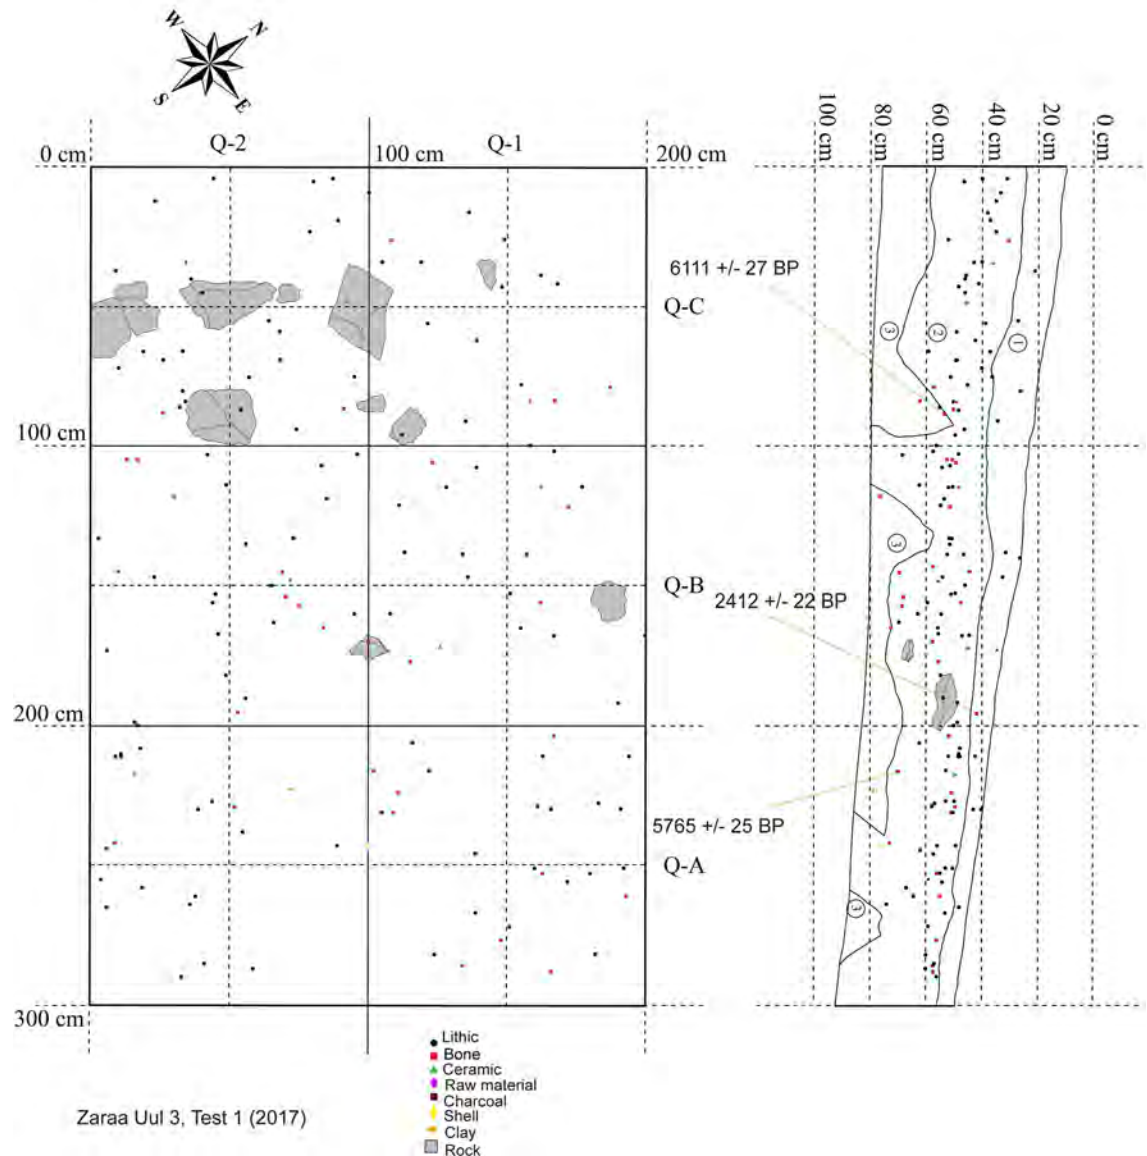 W
N
S
E
0 cm
Q-2
100 cm
Q-1
200 cm
100 cm
80 cm
60 cm
40 cm
20 cm
0 cm
6111 +/- 27 BP
Q-C
3
2
1
100 cm
3
Q-B
2412 +/- 22 BP
200 cm
5765 +/- 25 BP
Q-A
3
300 cm
Lithic
Bone
Ceramic
Raw material
Charcoal
Shell
Clay
Rock
Zaraa Uul 3, Test 1 (2017)